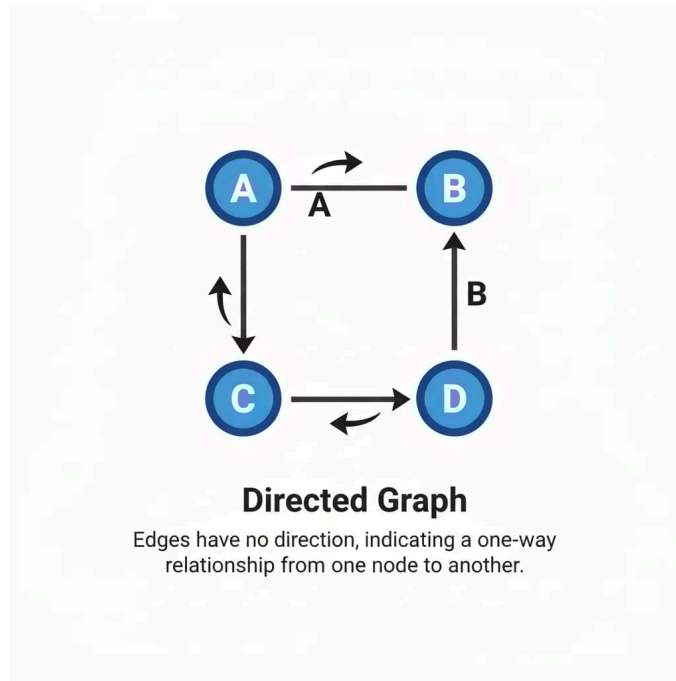 A
B
A
B
C
D
Directed Graph
Edges have no direction, indicating a one-way
relationship from one node to another.